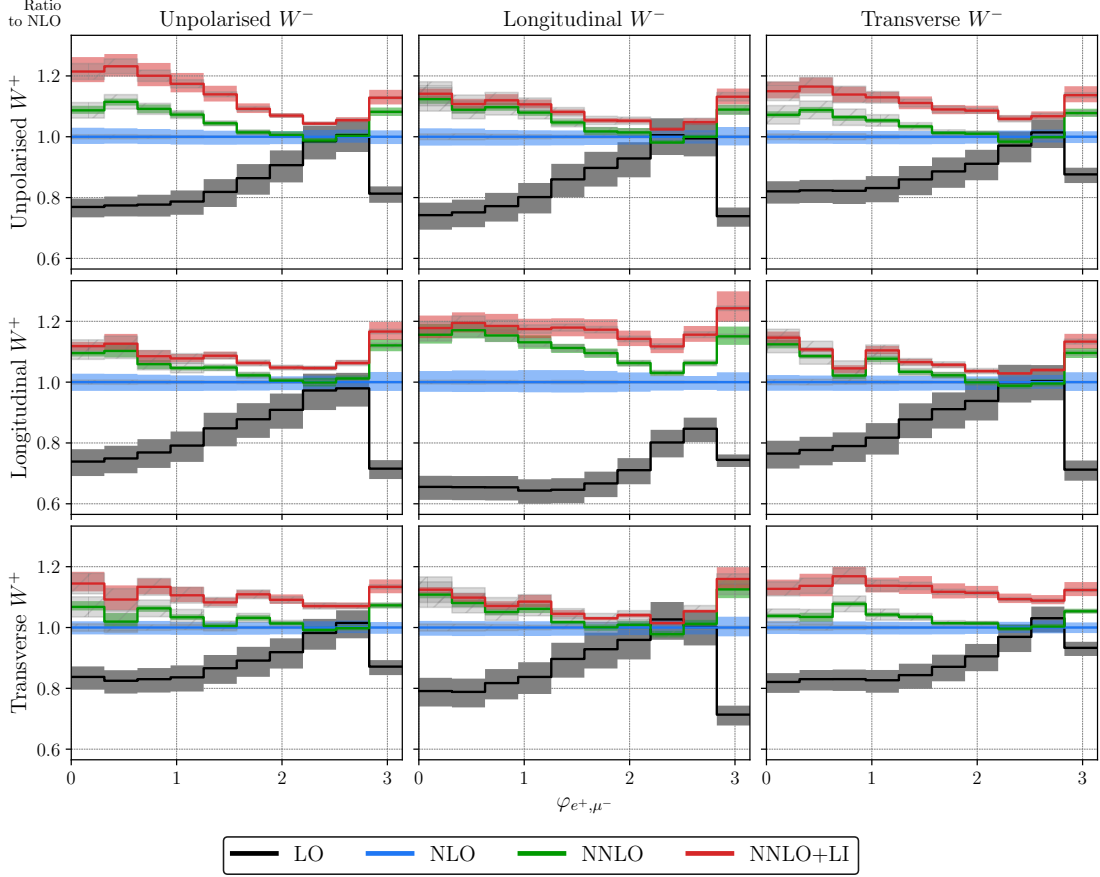 Ratio
to NLO
Unpolarised W⁻
Longitudinal W⁻
Transverse W⁻
Unpolarised W⁺
1.2
1.0
0.8
0.6
Longitudinal W⁺
1.2
1.0
0.8
0.6
Transverse W⁺
1.2
1.0
0.8
0.6
0 1 2 3
0 1 2 3
0 1 2 3
φe⁺,μ⁻
LO NLO NNLO NNLO+LI